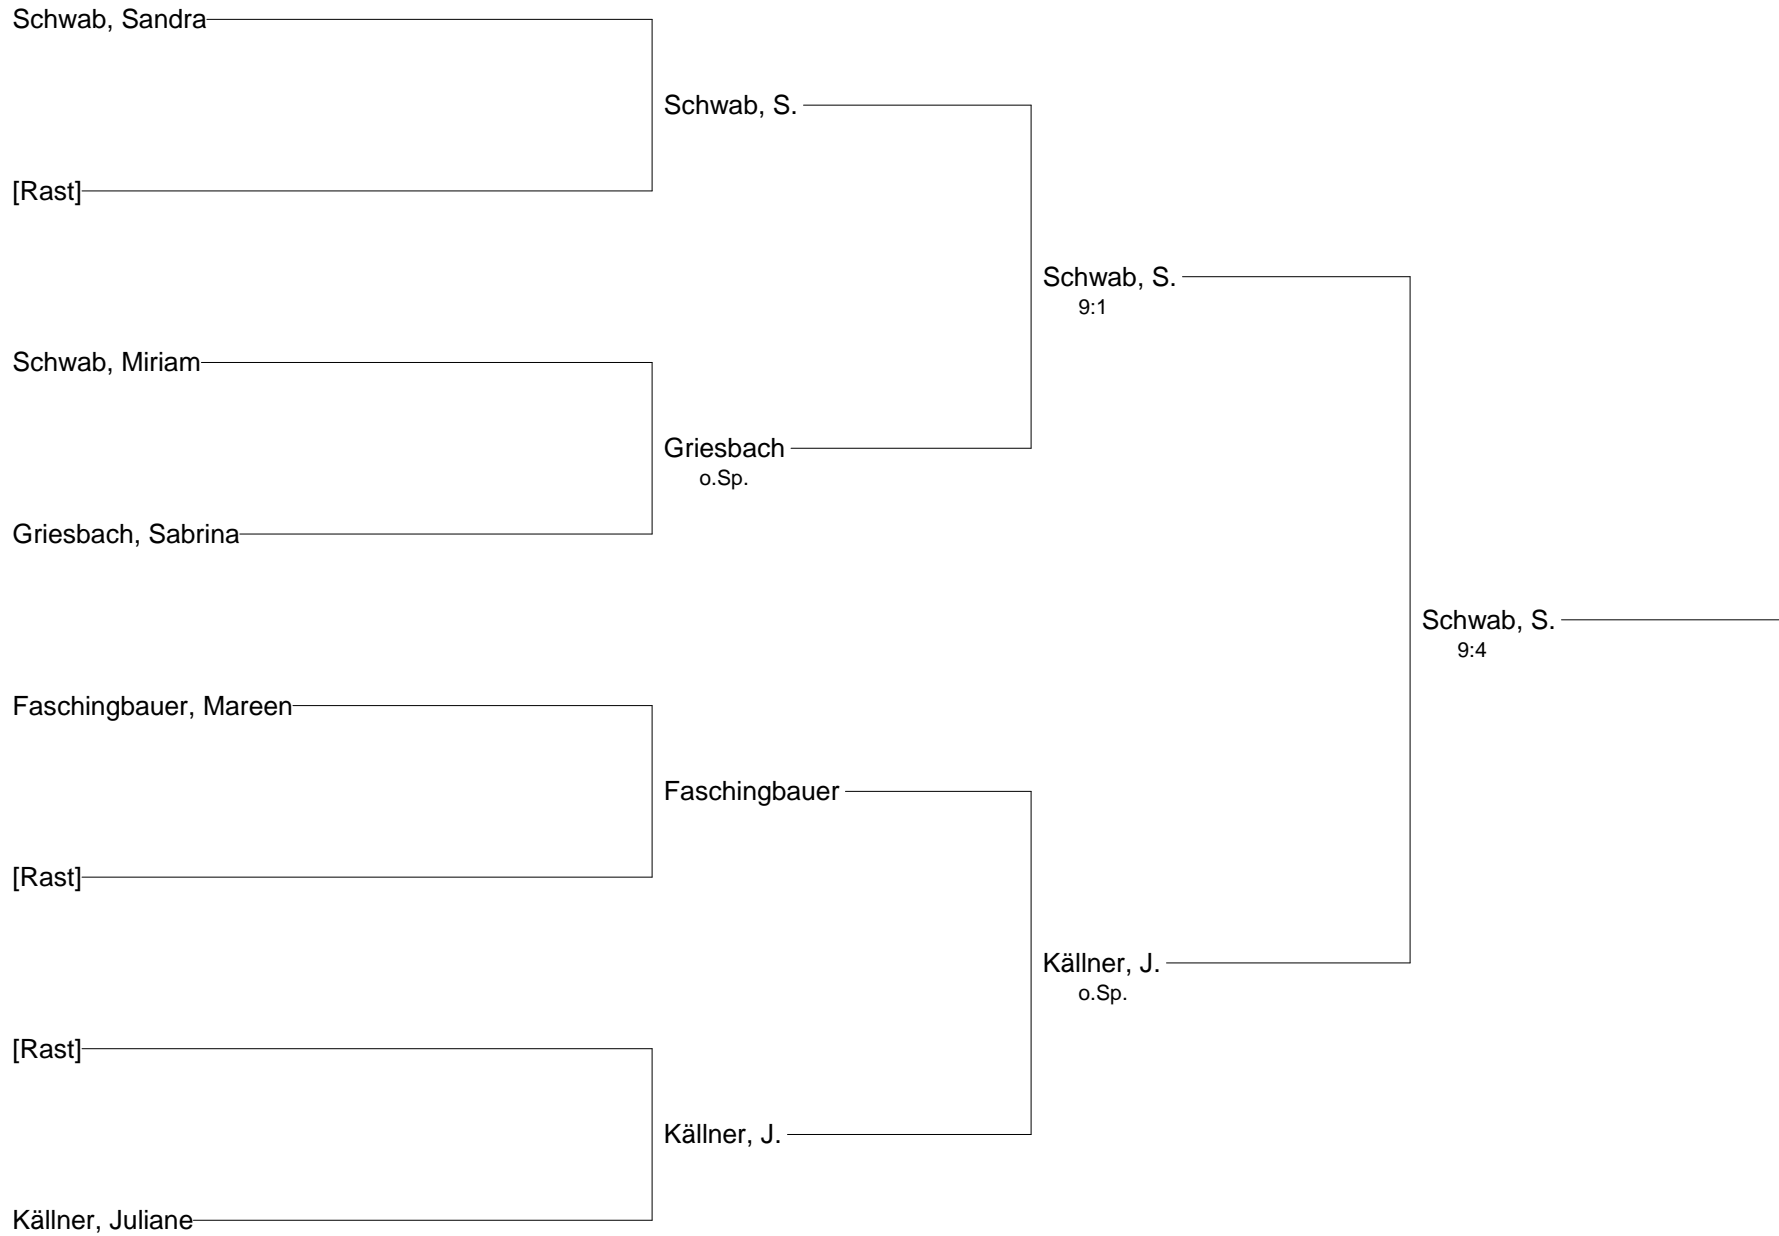 Schwab, Sandra
Schwab, S.
[Rast]
Schwab, S.
9:1
Schwab, Miriam
Griesbach
o.Sp.
Griesbach, Sabrina
Schwab, S.
9:4
Faschingbauer, Mareen
Faschingbauer
[Rast]
Källner, J.
o.Sp.
[Rast]
Källner, J.
Källner, Juliane